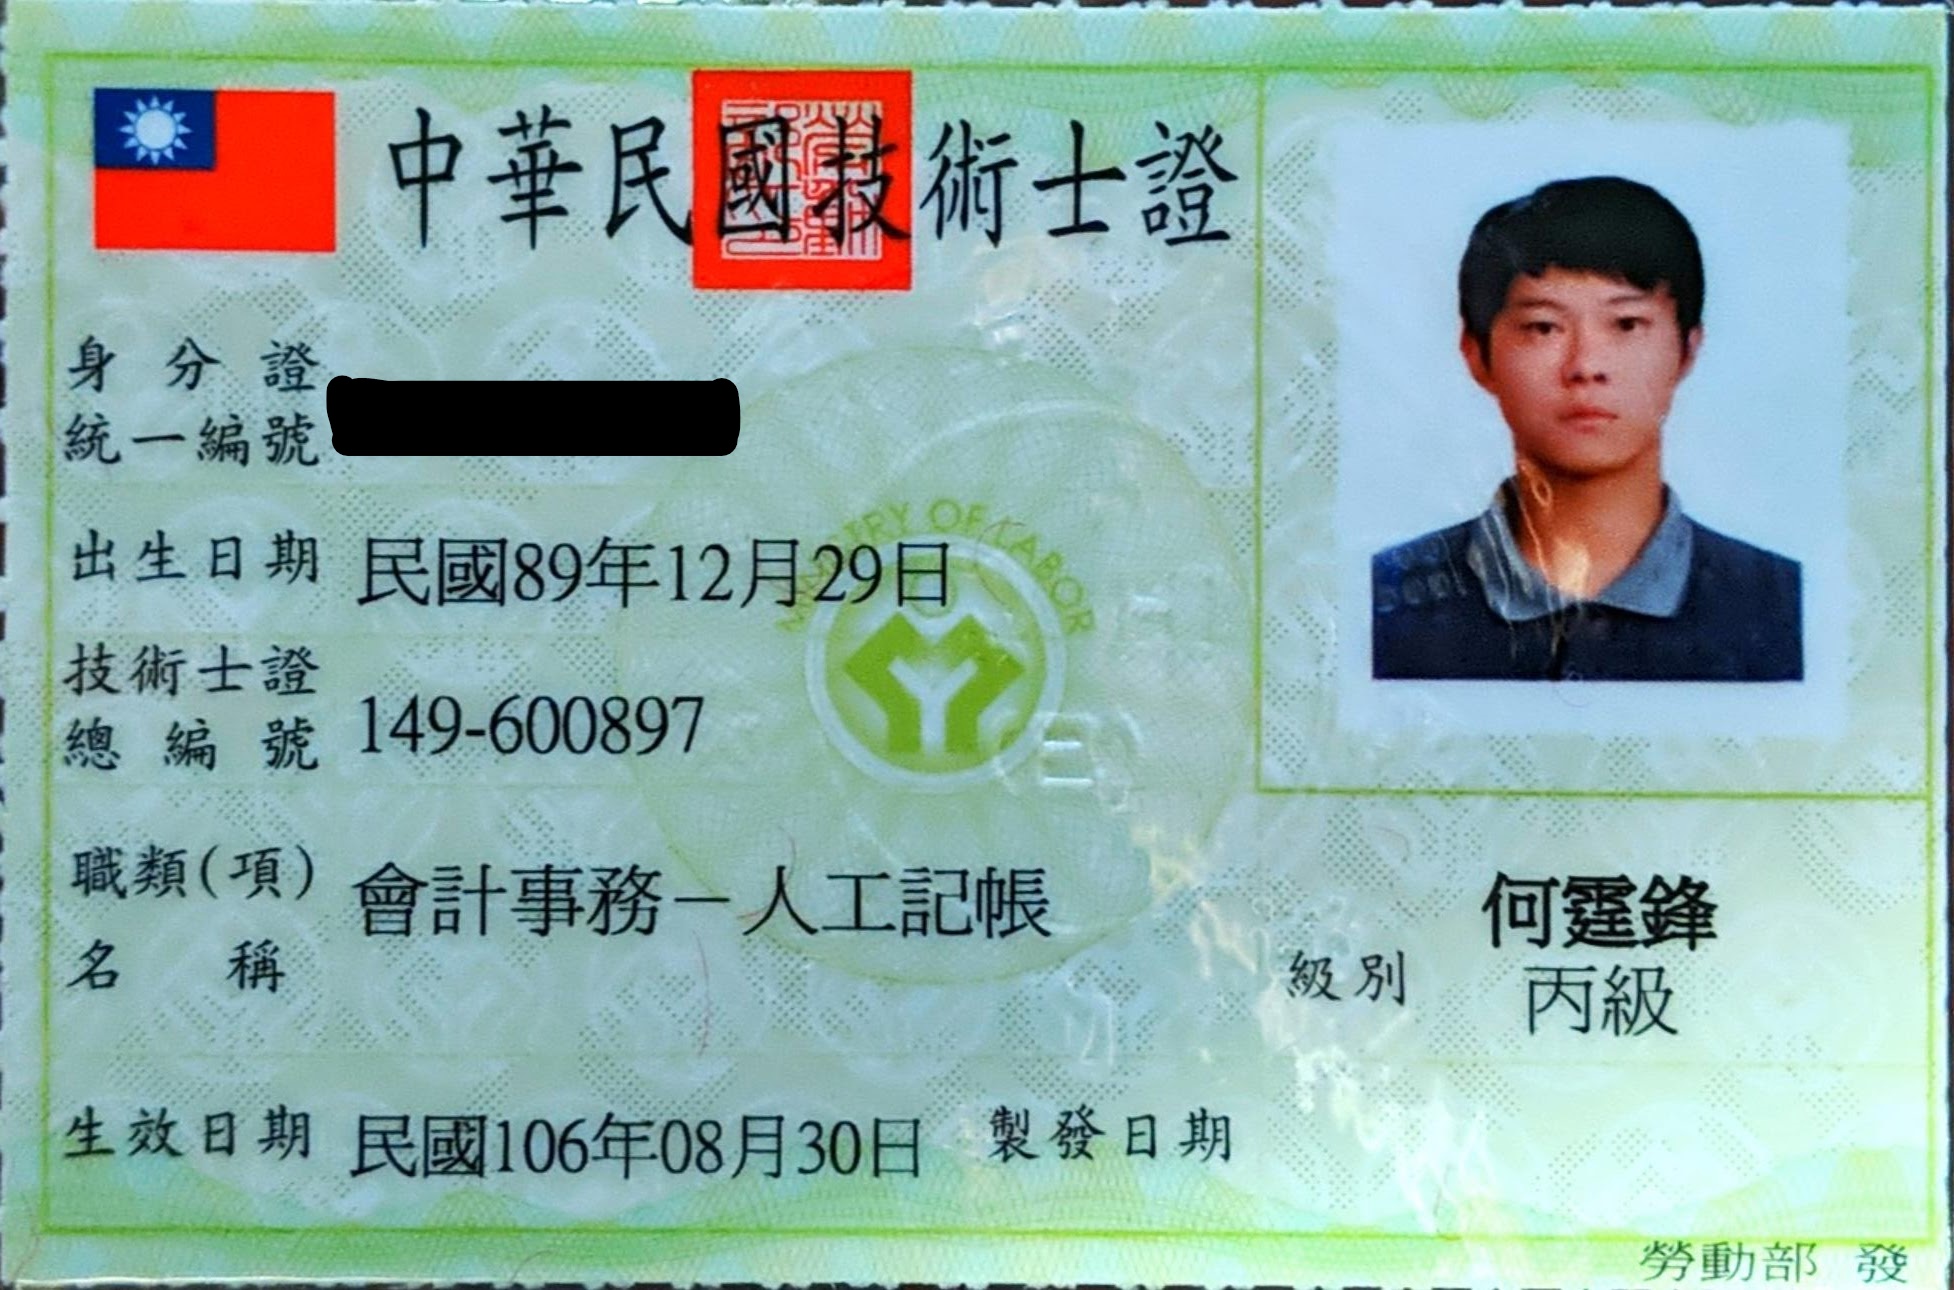 中華民國技術士證
身分證
統一編號
出生日期 民國89年12月29日
MINISTRY OF LABOR
技術士證
總編號 149-600897
職類(項)
名稱 會計事務－人工記帳
何霆鋒
級別 丙級
生效日期 民國106年08月30日 製發日期
勞動部 發